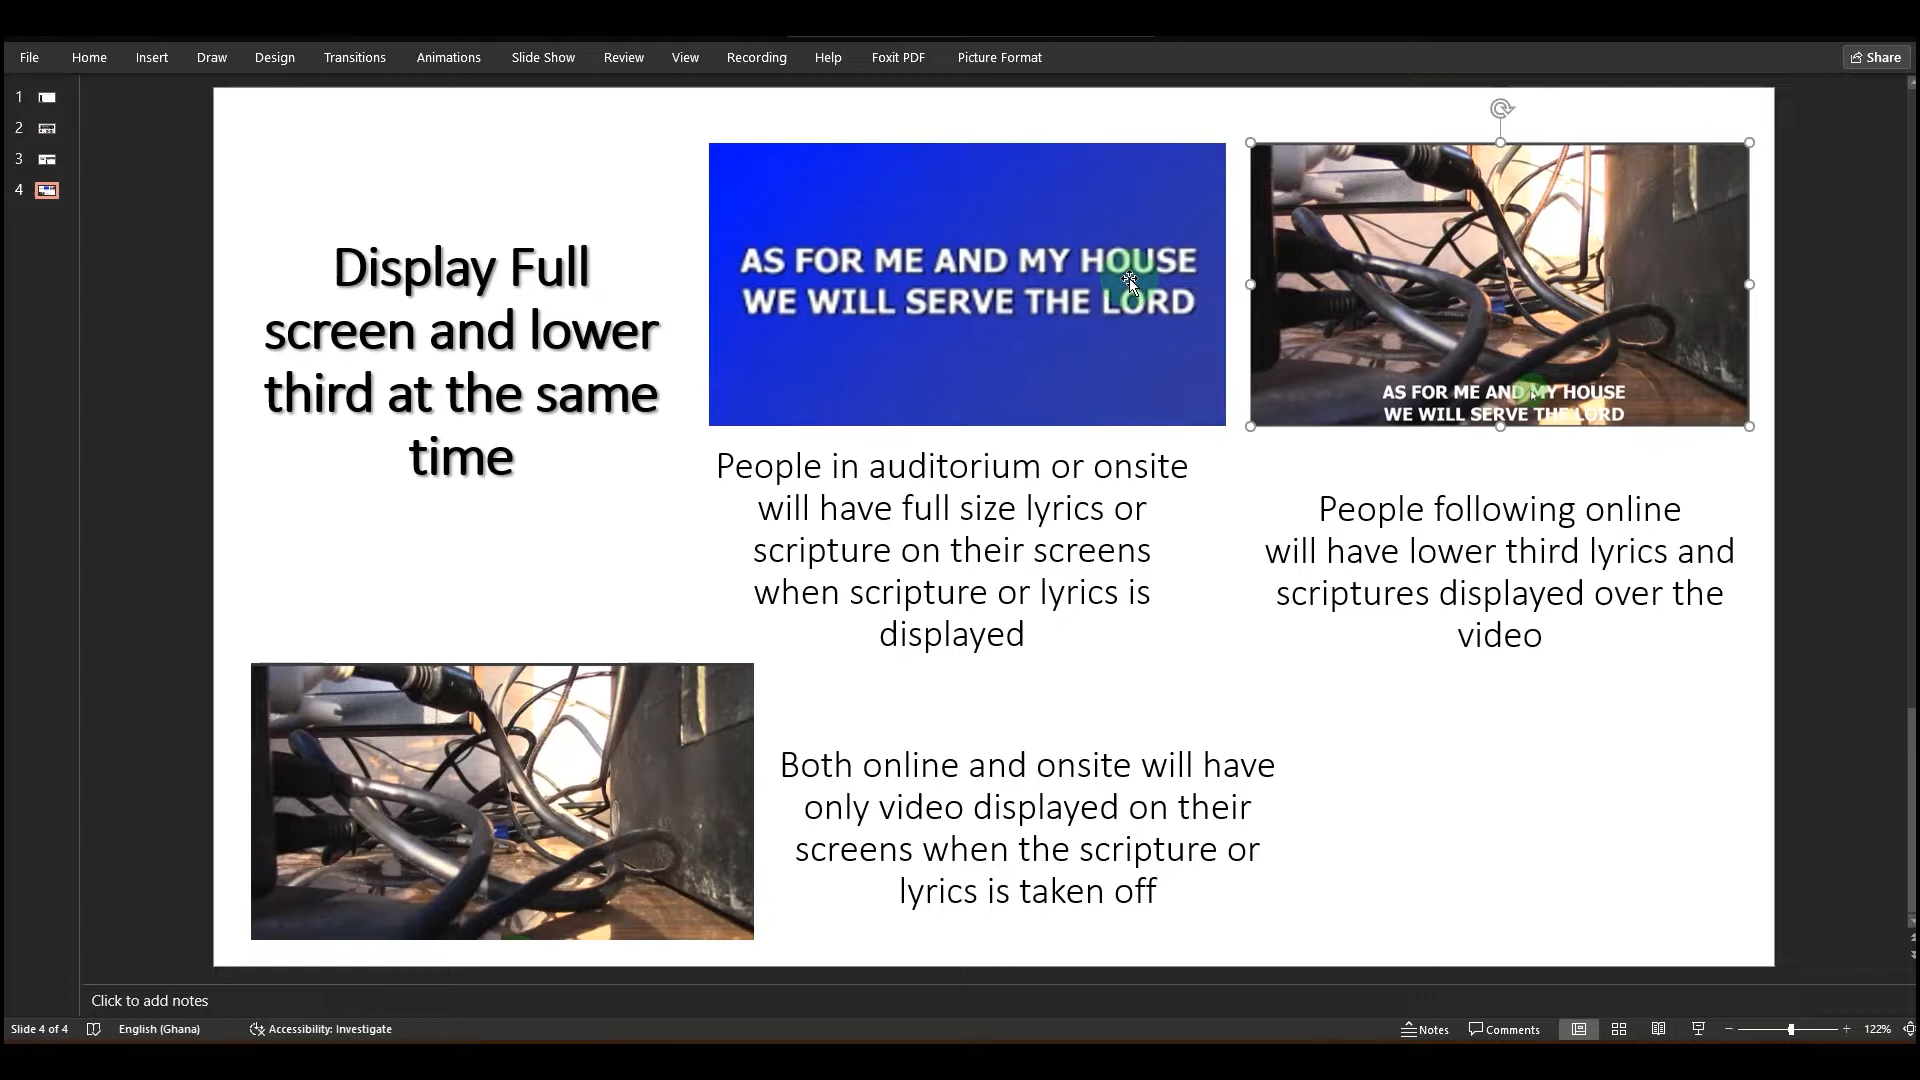 File Home Insert Draw Design Transitions Animations Slide Show Review View Recording Help Foxit PDF Picture Format Share
1
2
3
4
Display Full
screen and lower
third at the same
time
AS FOR ME AND MY HOUSE
WE WILL SERVE THE LORD
AS FOR ME AND MY HOUSE
WE WILL SERVE THE LORD
People in auditorium or onsite
will have full size lyrics or
scripture on their screens
when scripture or lyrics is
displayed
People following online
will have lower third lyrics and
scriptures displayed over the
video
Both online and onsite will have
only video displayed on their
screens when the scripture or
lyrics is taken off
Click to add notes
Slide 4 of 4 English (Ghana) Accessibility: Investigate Notes Comments 122%